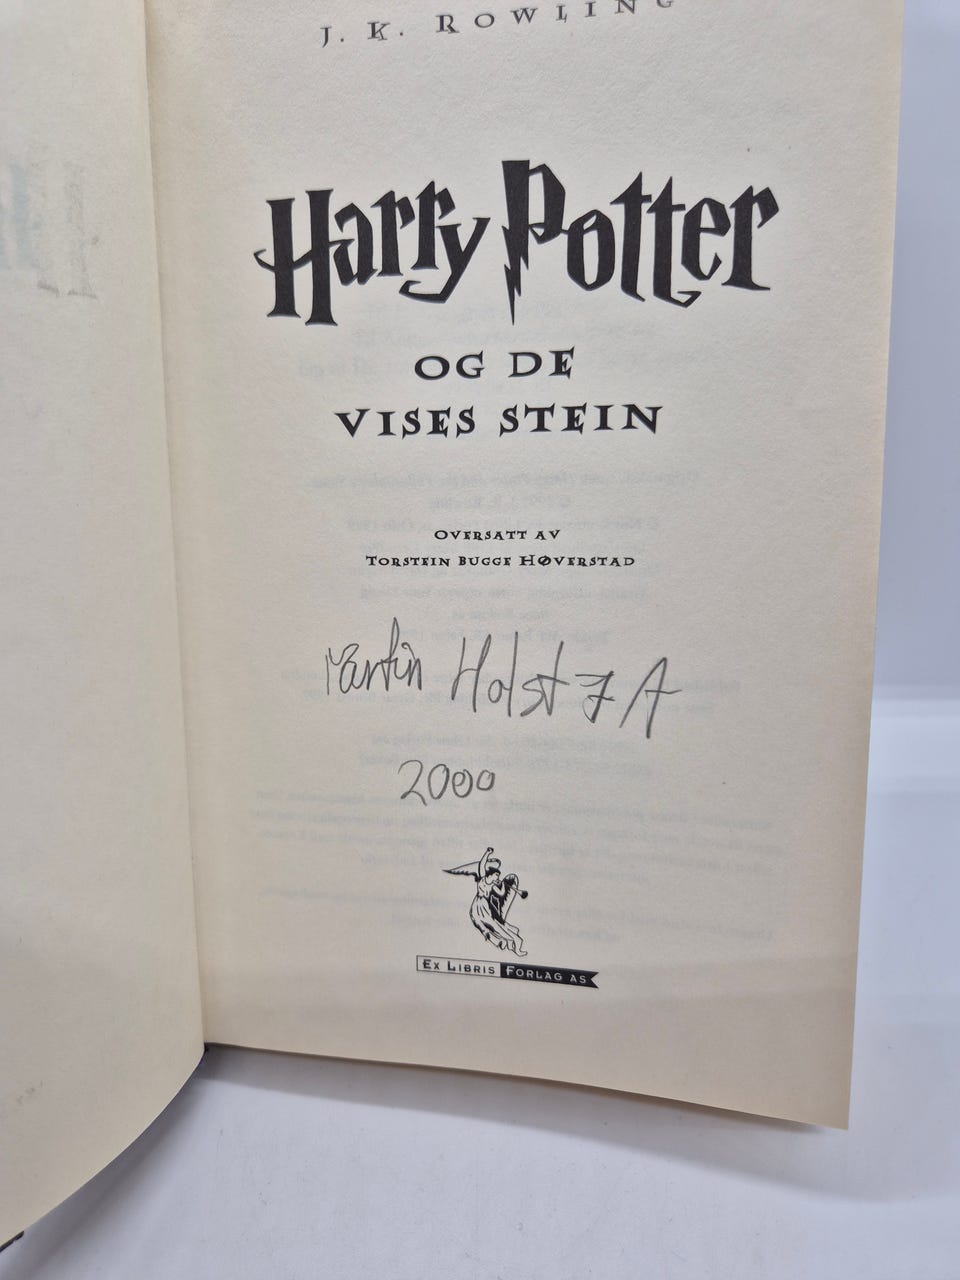 J. K. ROWLING
Harry Potter
OG DE
VISES STEIN
OVERSATT AV
TORSTEIN BUGGE HØVERSTAD
Martin Holst 7 A
2000
EX LIBRIS FORLAG AS